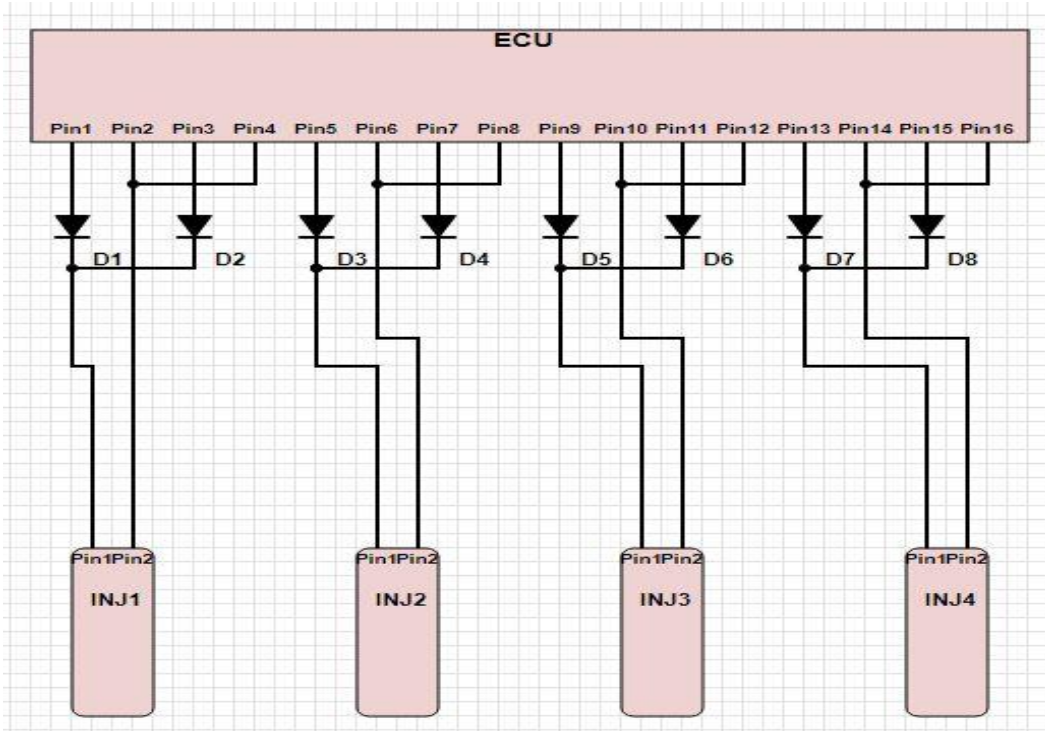 ECU
Pin1 Pin2 Pin3 Pin4 Pin5 Pin6 Pin7 Pin8 Pin9 Pin10 Pin11 Pin12 Pin13 Pin14 Pin15 Pin16
D1 D2 D3 D4 D5 D6 D7 D8
Pin1Pin2 Pin1Pin2 Pin1Pin2 Pin1Pin2
INJ1 INJ2 INJ3 INJ4